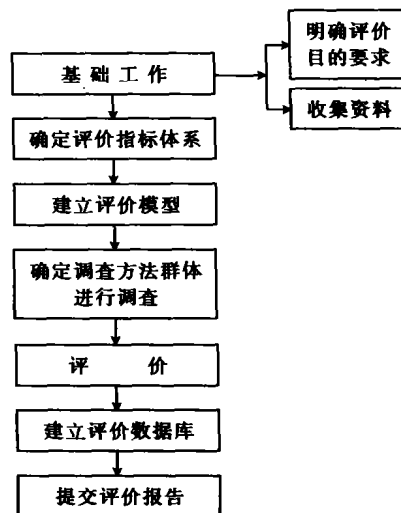 明确评价
目的要求
基础工作
收集资料
确定评价指标体系
建立评价模型
确定调查方法群体
进行调查
评价
建立评价数据库
提交评价报告